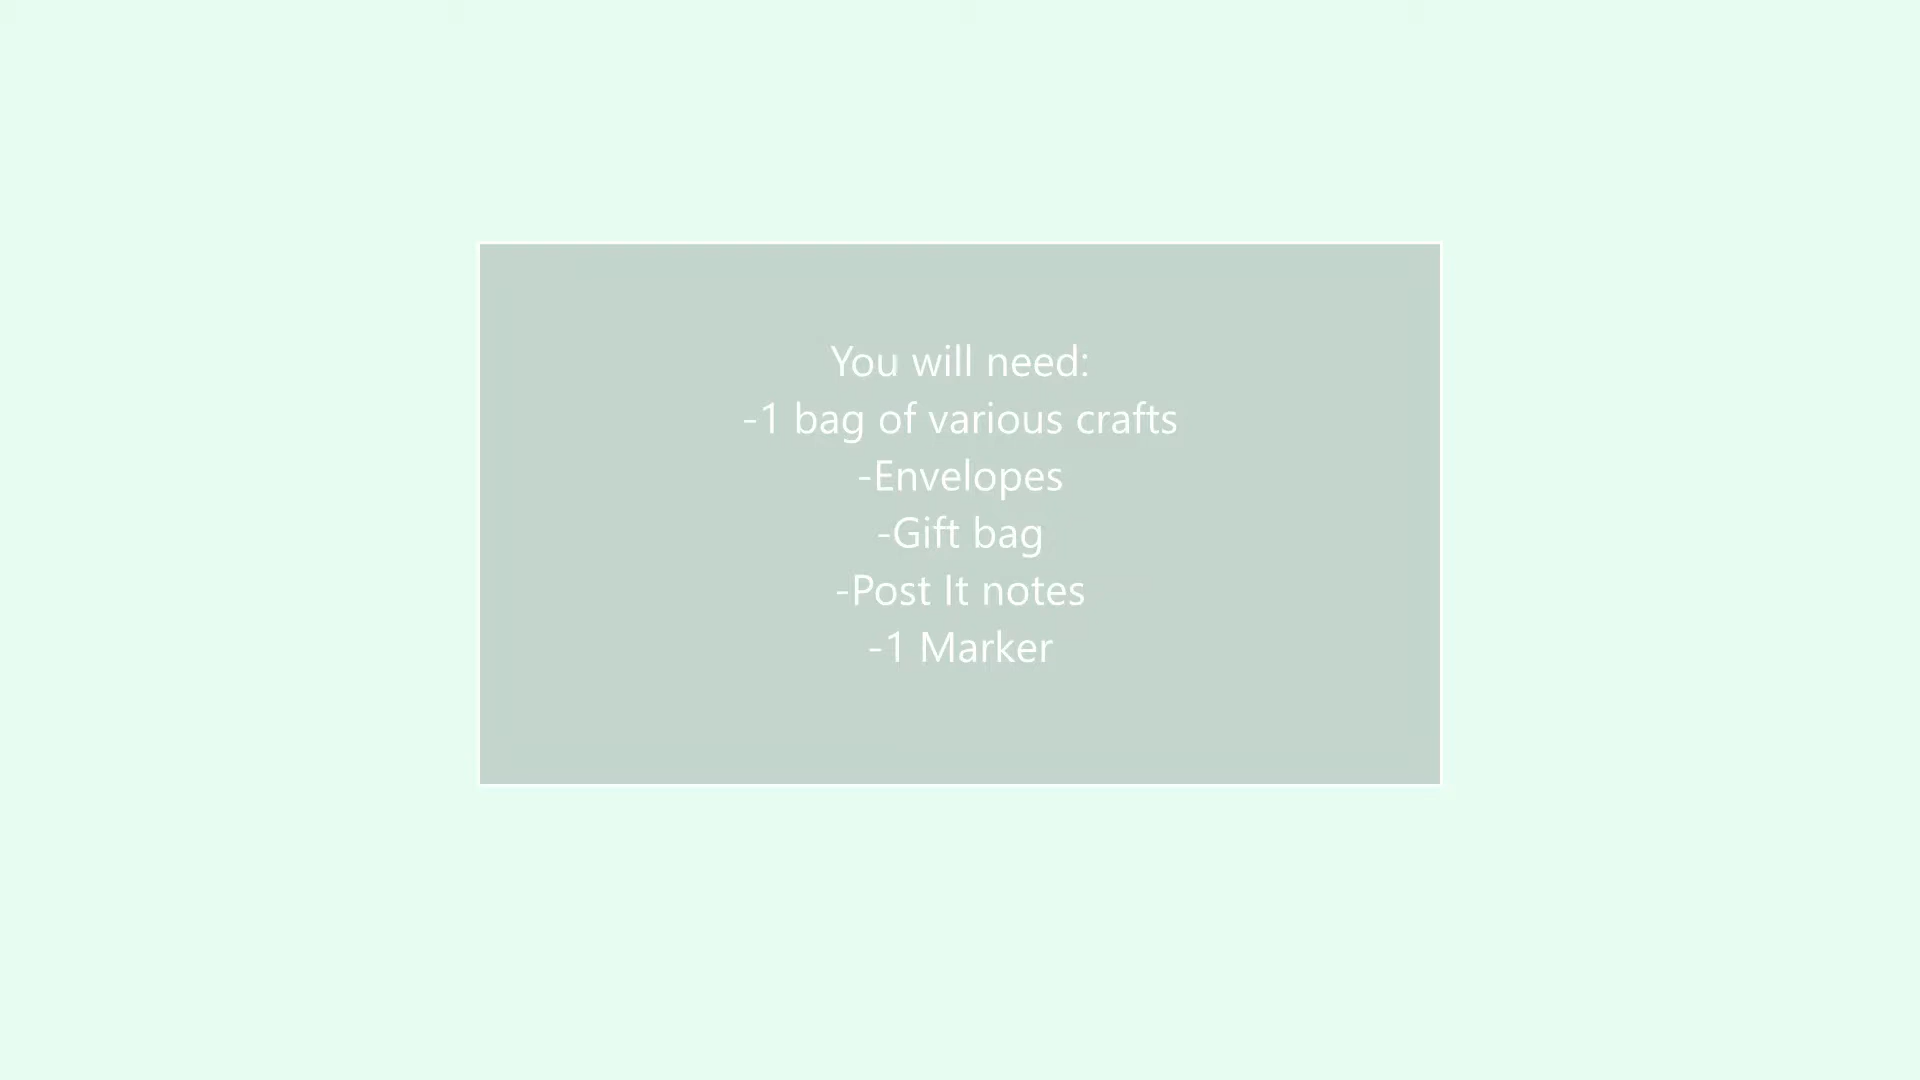 You will need:
-1 bag of various crafts
-Envelopes
-Gift bag
-Post It notes
-1 Marker